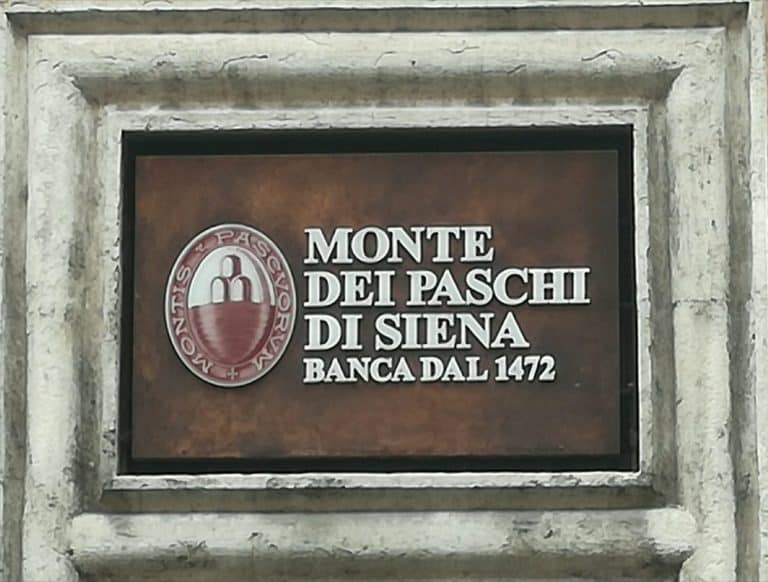 MONTIS PASCVORVM
MONTE
DEI PASCHI
DI SIENA
BANCA DAL 1472